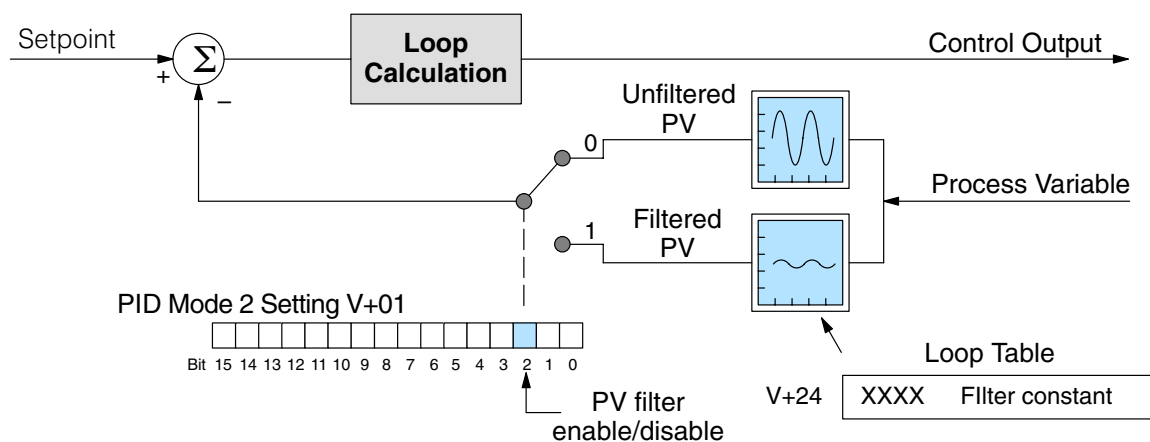 Setpoint
+
Σ
−
Loop
Calculation
Control Output
Unfiltered
PV
0
Process Variable
1
Filtered
PV
PID Mode 2 Setting V+01
Bit 15 14 13 12 11 10 9 8 7 6 5 4 3 2 1 0
PV filter
enable/disable
Loop Table
V+24 XXXX FIlter constant